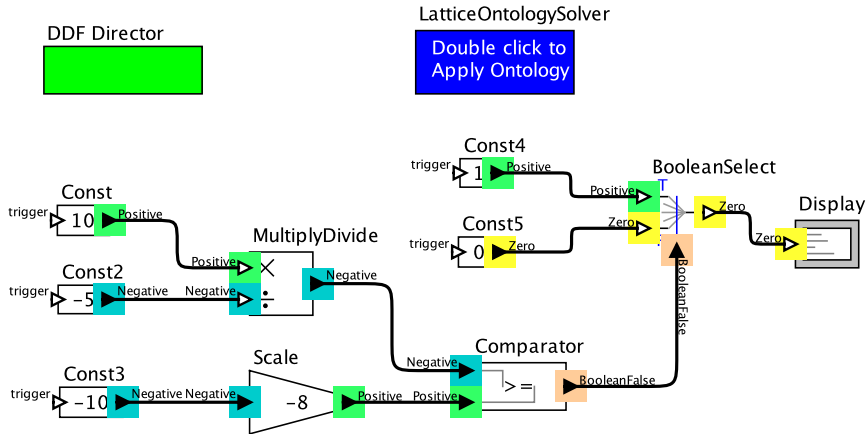 DDF Director
LatticeOntologySolver
Double click to
Apply Ontology
Const4
trigger
1
Positive
BooleanSelect
T
Positive
Const
trigger
10
Positive
Const5
trigger
0
Zero
Zero
Zero
Display
Zero
MultiplyDivide
Positive
×
Const2
trigger
-5
Negative
Negative
÷
Negative
BooleanFalse
Scale
Comparator
Const3
trigger
-10
Negative
Negative
-8
Positive
Positive
Negative
>=
BooleanFalse